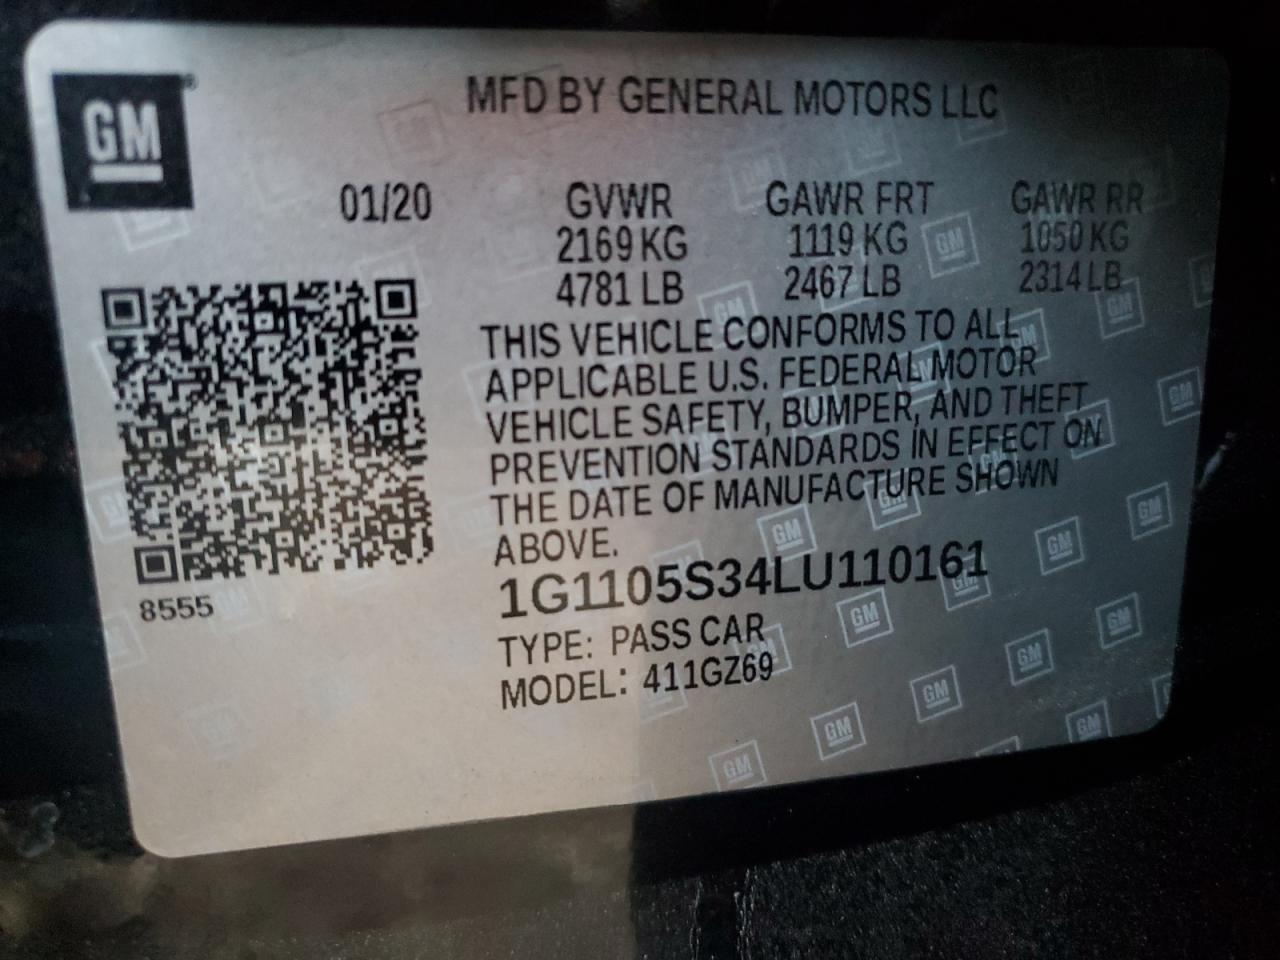 GM
MFD BY GENERAL MOTORS LLC
01/20
GVWR GAWR FRT GAWR RR
2169 KG 1119 KG 1050 KG
4781 LB 2467 LB 2314 LB
THIS VEHICLE CONFORMS TO ALL
APPLICABLE U.S. FEDERAL MOTOR
VEHICLE SAFETY, BUMPER, AND THEFT
PREVENTION STANDARDS IN EFFECT ON
THE DATE OF MANUFACTURE SHOWN
ABOVE.
8555
1G1105S34LU110161
TYPE: PASS CAR
MODEL: 411GZ69